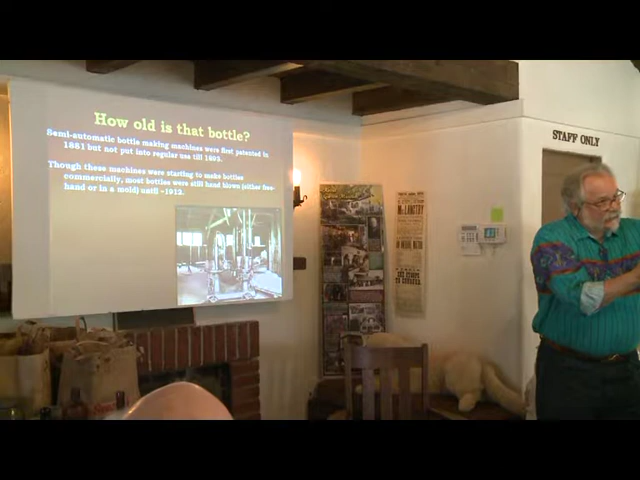 How old is that bottle?
Semi-automatic bottle making machines were first patented in
1881 but not put into regular use till 1893.
Though these machines were starting to make bottles
commercially, most bottles were still hand blown (either free-
hand or in a mold) until ~1912.
STAFF ONLY